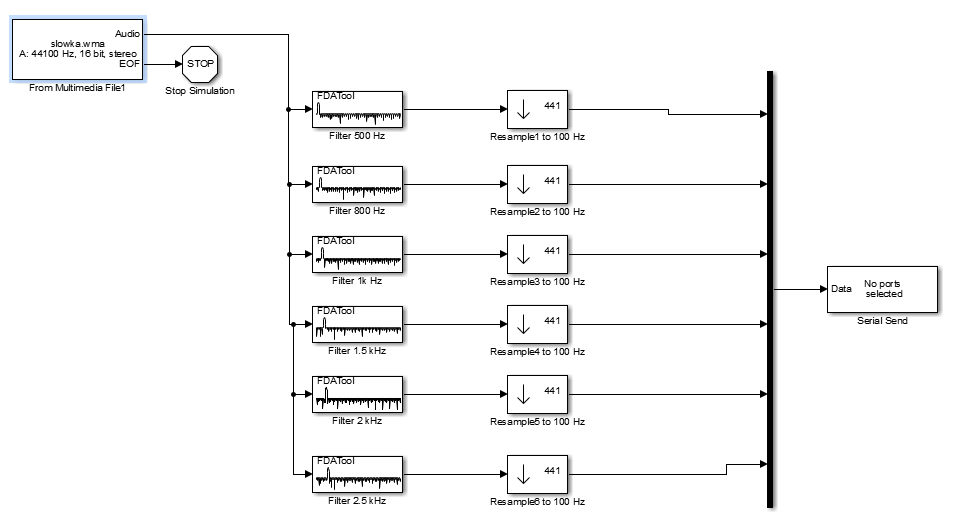 Audio
slowka.wma
A: 44100 Hz, 16 bit, stereo
EOF
From Multimedia File1
STOP
Stop Simulation
FDATool
Filter 500 Hz
441
Resample1 to 100 Hz
FDATool
Filter 800 Hz
441
Resample2 to 100 Hz
FDATool
Filter 1k Hz
441
Resample3 to 100 Hz
Data
No ports
selected
Serial Send
FDATool
Filter 1.5 kHz
441
Resample4 to 100 Hz
FDATool
Filter 2 kHz
441
Resample5 to 100 Hz
FDATool
Filter 2.5 kHz
441
Resample6 to 100 Hz